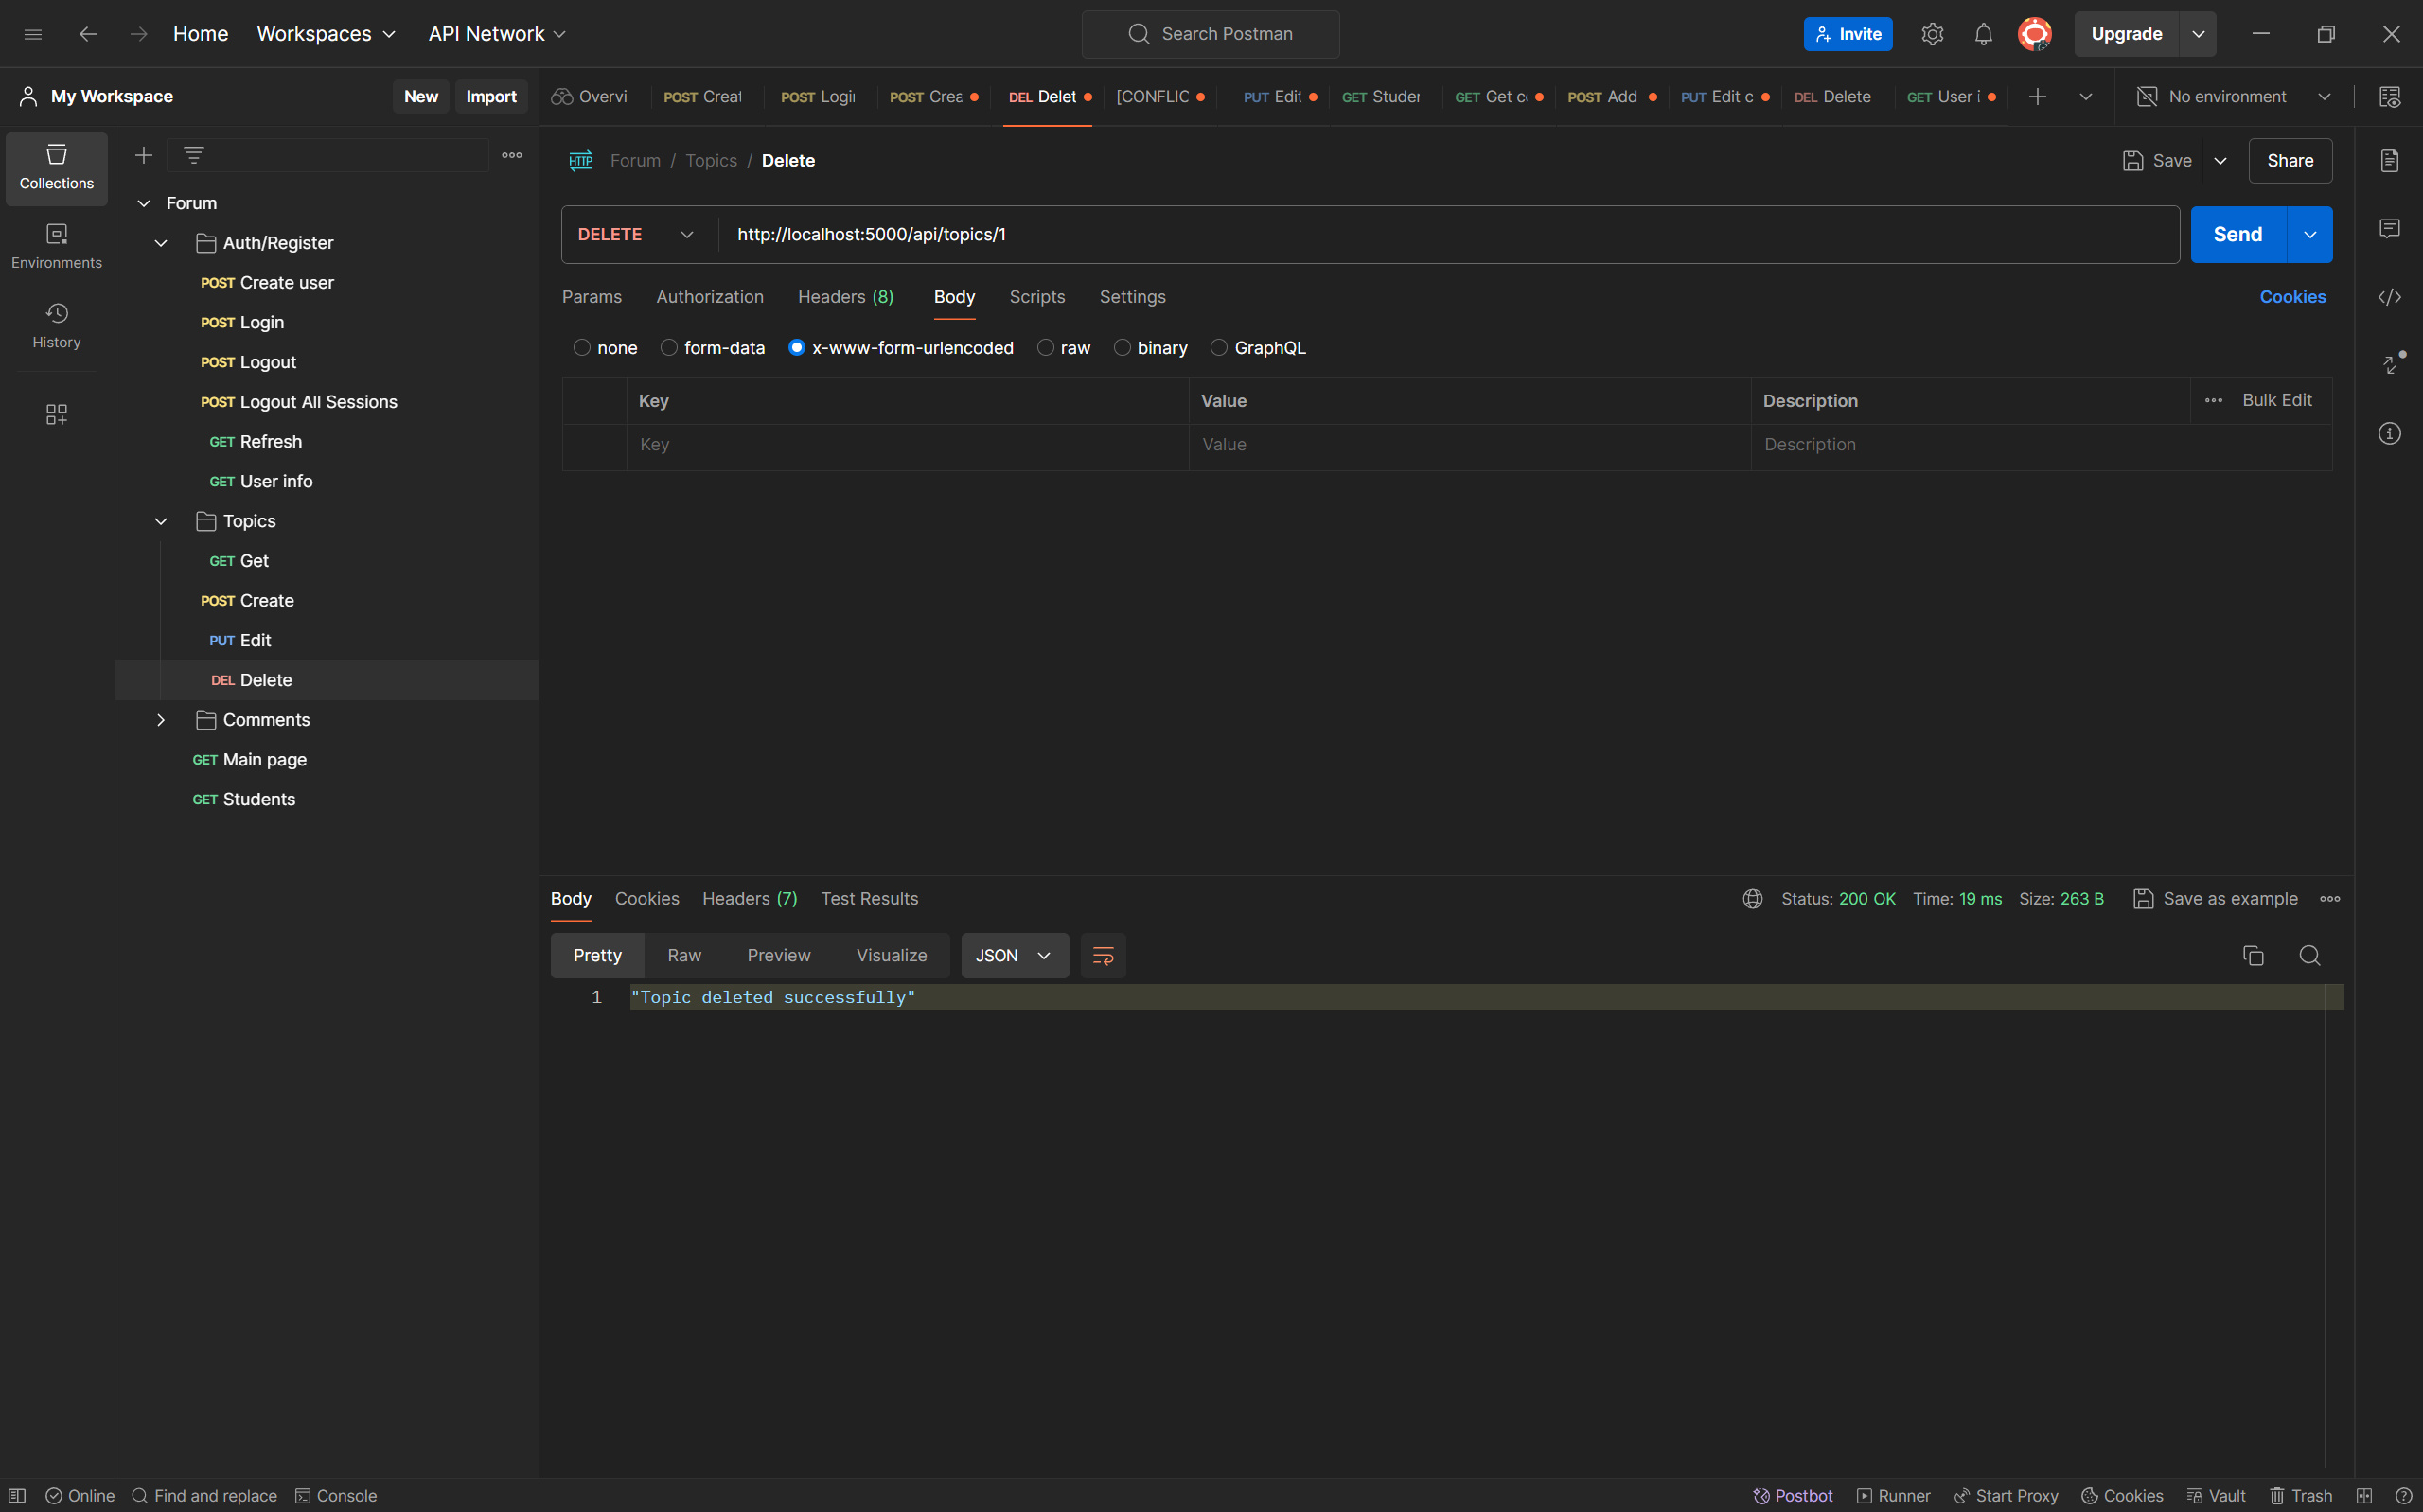 Home Workspaces API Network Search Postman Invite Upgrade
My Workspace New Import Overvi POST Creat POST Logi POST Crea DEL Delet [CONFLIC PUT Edit GET Studer GET Get c POST Add PUT Edit c DEL Delete GET User i No environment
Collections
Environments
History
Forum
Auth/Register
POST Create user
POST Login
POST Logout
POST Logout All Sessions
GET Refresh
GET User info
Topics
GET Get
POST Create
PUT Edit
DEL Delete
Comments
GET Main page
GET Students
HTTP Forum / Topics / Delete Save Share
DELETE http://localhost:5000/api/topics/1 Send
Params Authorization Headers (8) Body Scripts Settings Cookies
none form-data x-www-form-urlencoded raw binary GraphQL
Key Value Description Bulk Edit
Key Value Description
Body Cookies Headers (7) Test Results Status: 200 OK Time: 19 ms Size: 263 B Save as example
Pretty Raw Preview Visualize JSON
1 "Topic deleted successfully"
Online Find and replace Console Postbot Runner Start Proxy Cookies Vault Trash